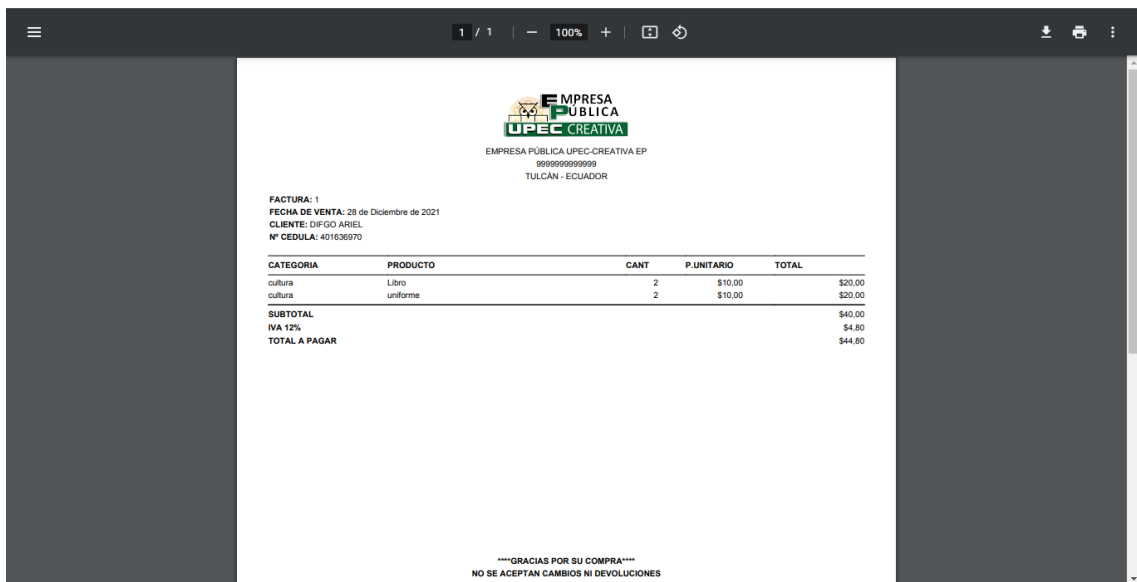 1 / 1 100%
EMPRESA
PÚBLICA
UPEC CREATIVA
EMPRESA PÚBLICA UPEC-CREATIVA EP
9999999999999
TULCÁN - ECUADOR
FACTURA: 1
FECHA DE VENTA: 28 de Diciembre de 2021
CLIENTE: DIFGO ARIEL
Nº CEDULA: 401636970
CATEGORIA PRODUCTO CANT P.UNITARIO TOTAL
cultura Libro 2 $10,00 $20,00
cultura uniforme 2 $10,00 $20,00
SUBTOTAL $40,00
IVA 12% $4,80
TOTAL A PAGAR $44,80
****GRACIAS POR SU COMPRA****
NO SE ACEPTAN CAMBIOS NI DEVOLUCIONES